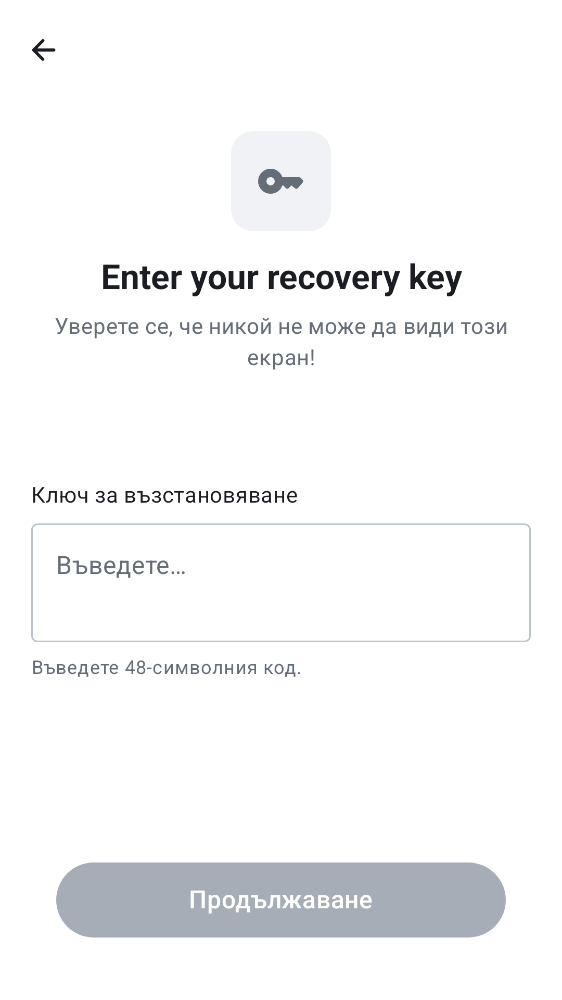 Enter your recovery key
Уверете се, че никой не може да види този
екран!
Ключ за възстановяване
Въведете…
Въведете 48-символния код.
Продължаване